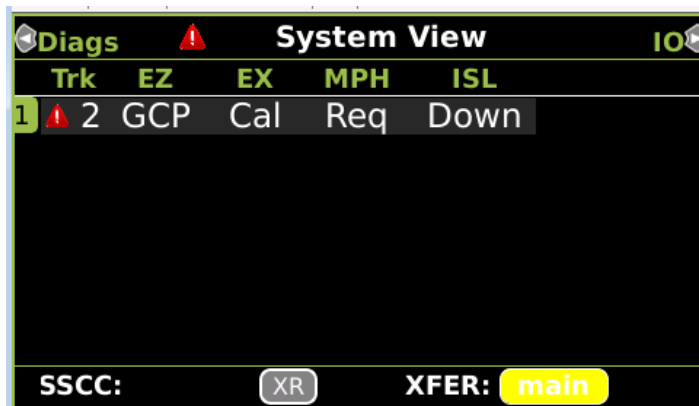 Diags System View IO
Trk EZ EX MPH ISL
1 2 GCP Cal Req Down
SSCC: XR XFER: main